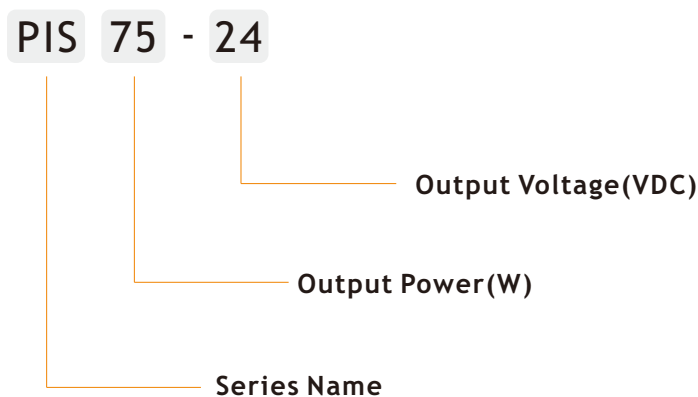 PIS 75 - 24
Output Voltage(VDC)
Output Power(W)
Series Name